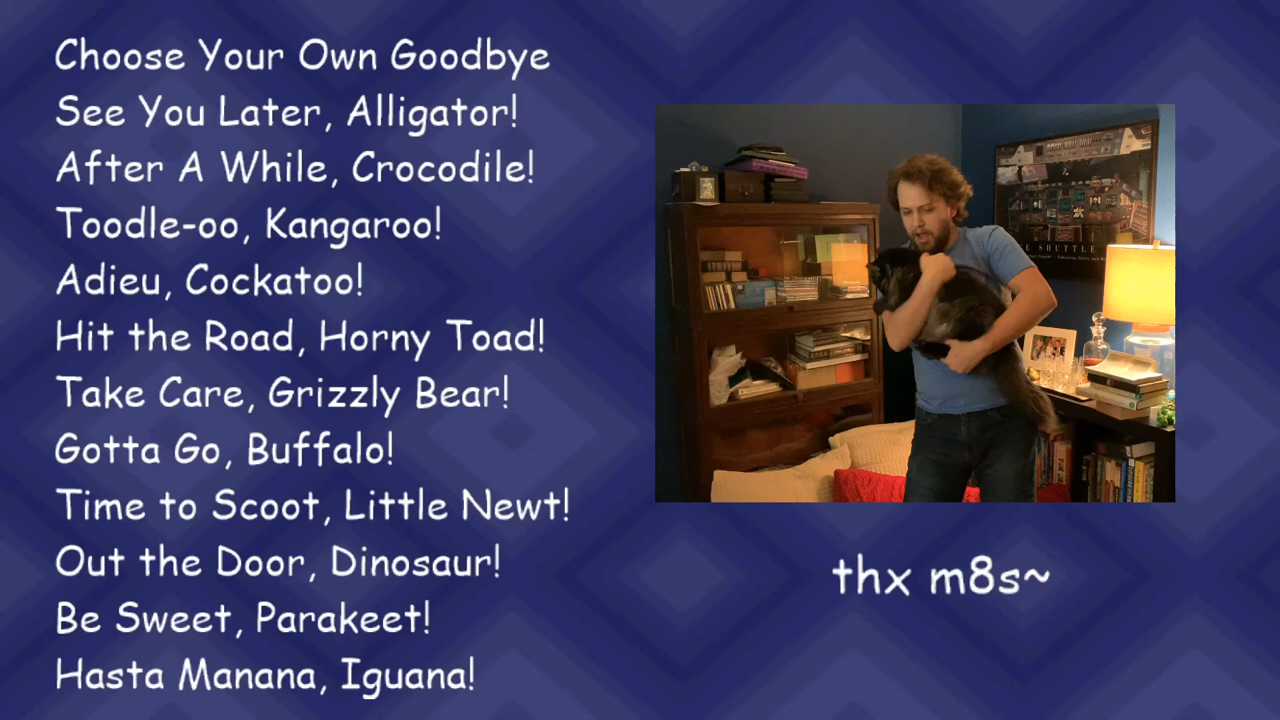 Choose Your Own Goodbye
See You Later, Alligator!
After A While, Crocodile!
Toodle-oo, Kangaroo!
Adieu, Cockatoo!
Hit the Road, Horny Toad!
Take Care, Grizzly Bear!
Gotta Go, Buffalo!
Time to Scoot, Little Newt!
Out the Door, Dinosaur!
Be Sweet, Parakeet!
Hasta Manana, Iguana!
E SHUTTLE
thx m8s~